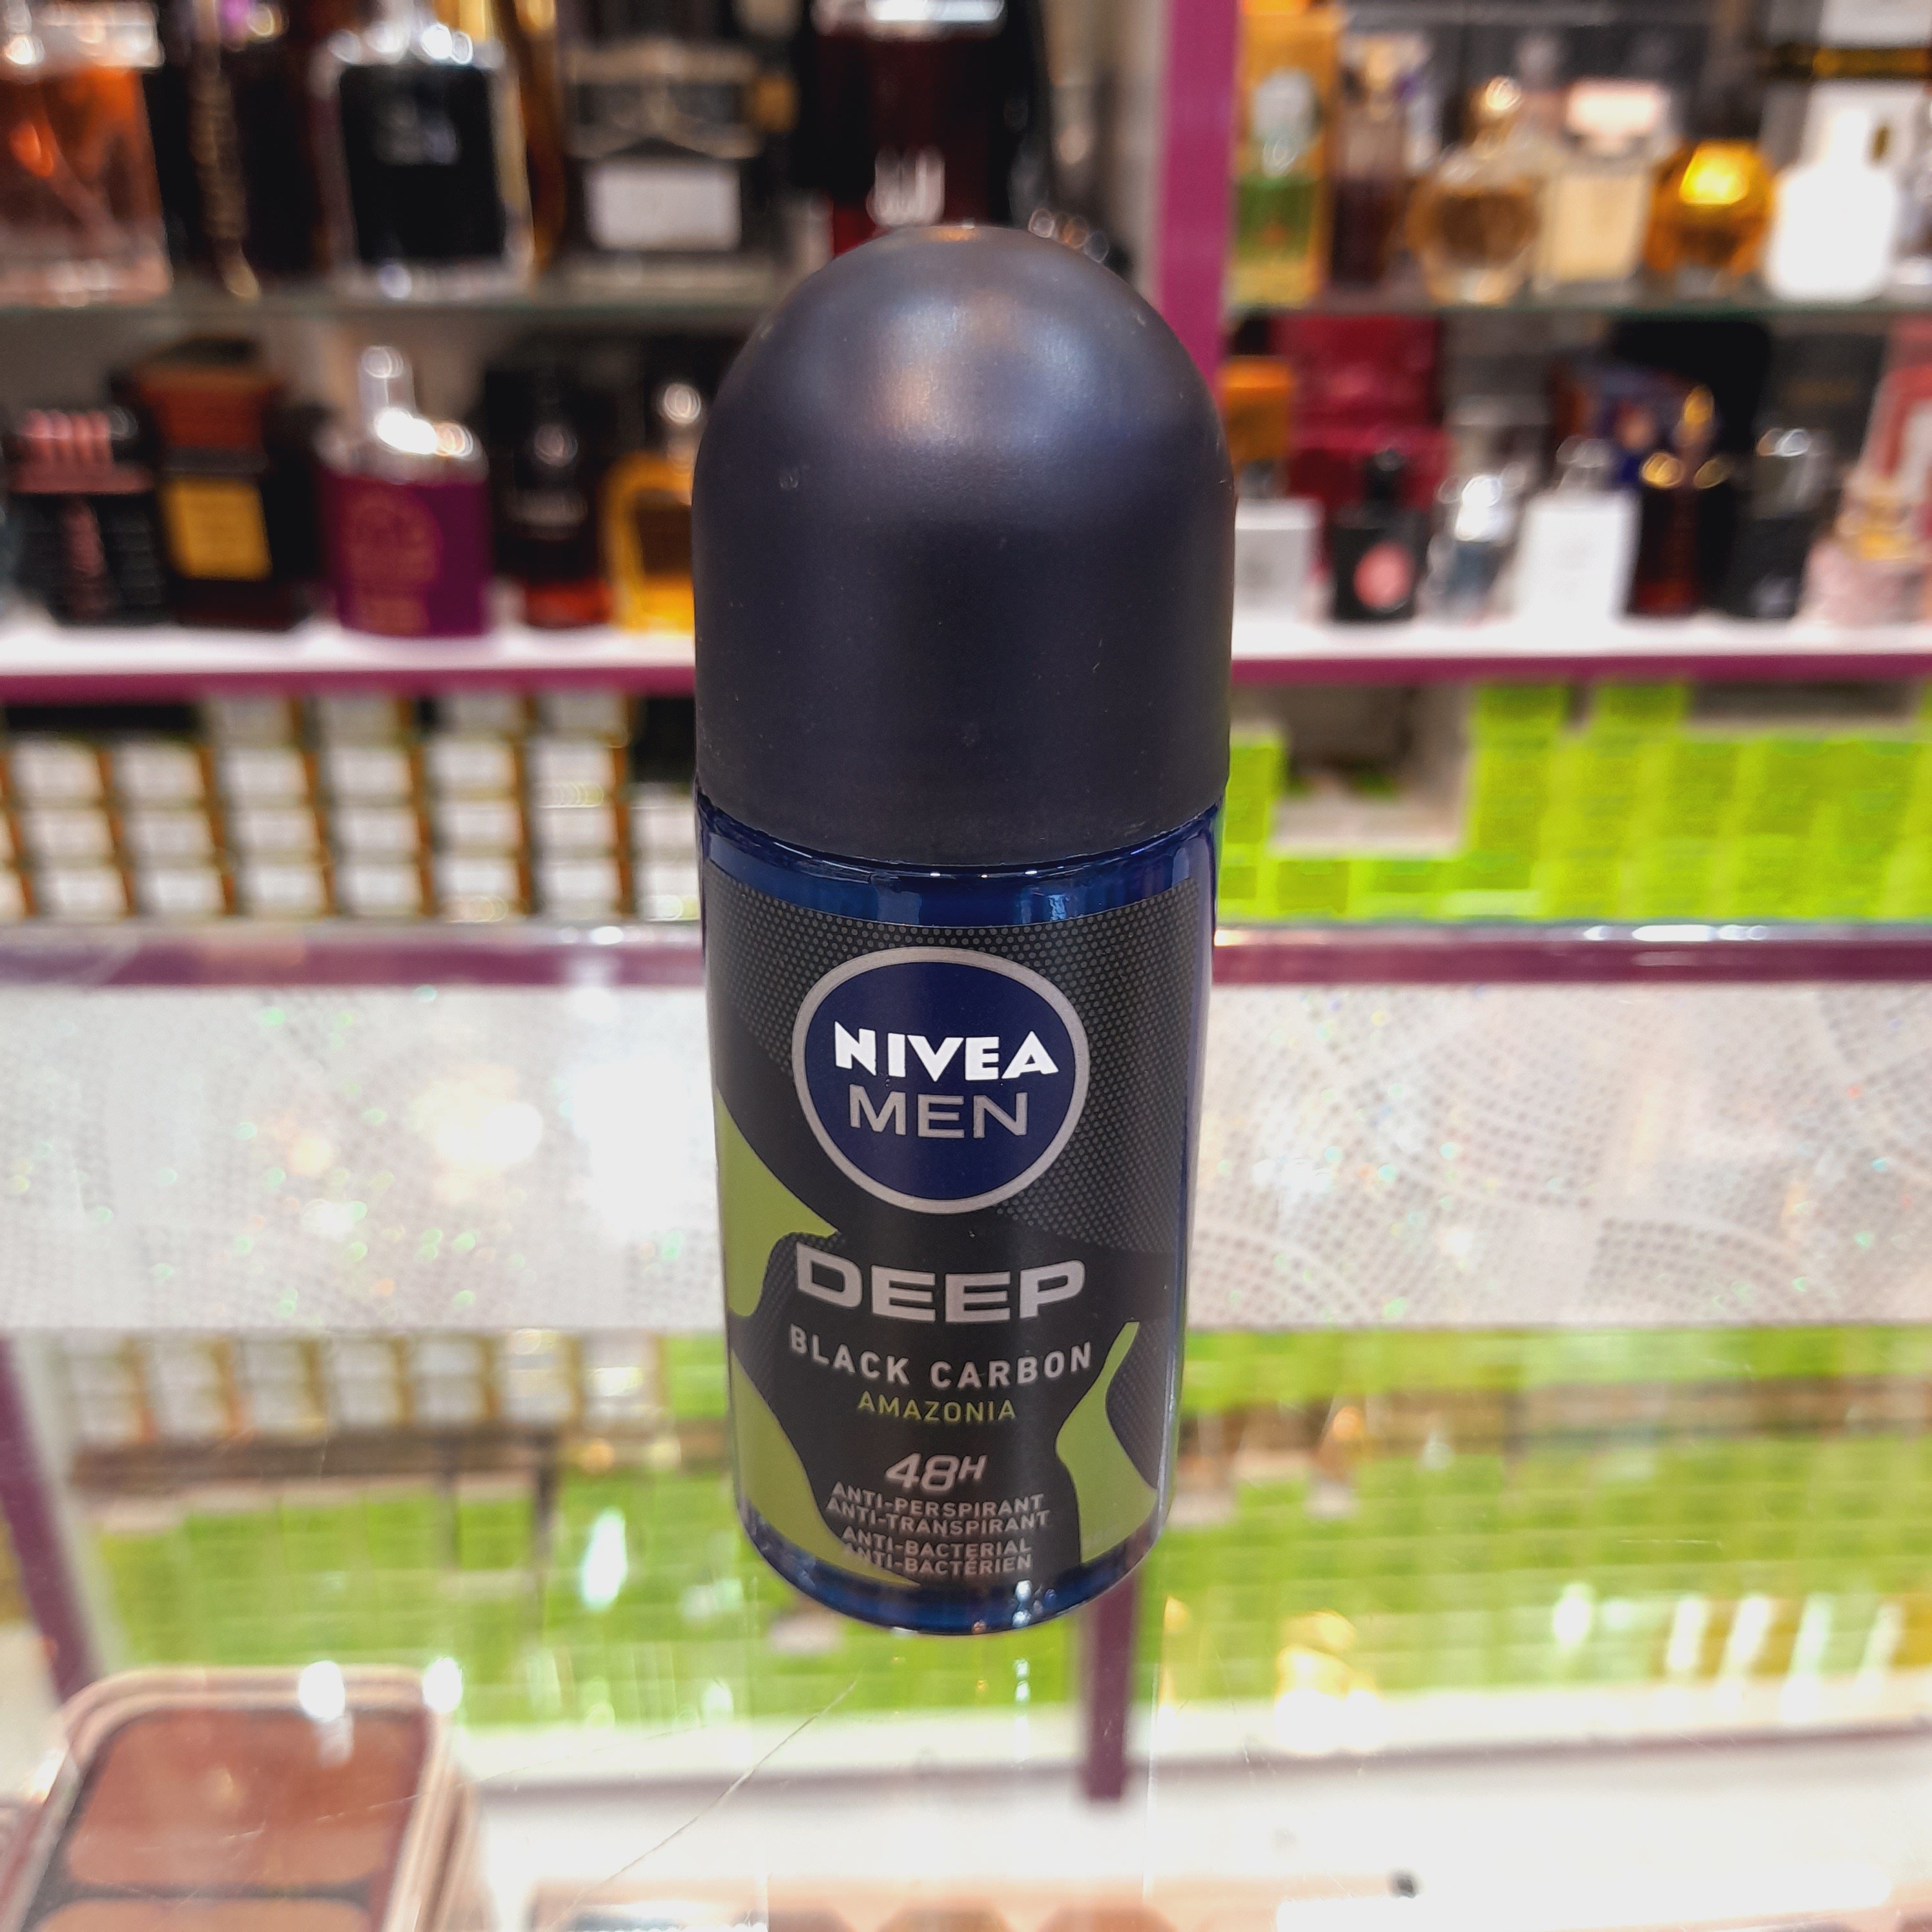 NIVEA
MEN
DEEP
BLACK CARBON
AMAZONIA
48H
ANTI-PERSPIRANT
ANTI-TRANSPIRANT
ANTI-BACTERIAL
ANTI-BACTÉRIEN